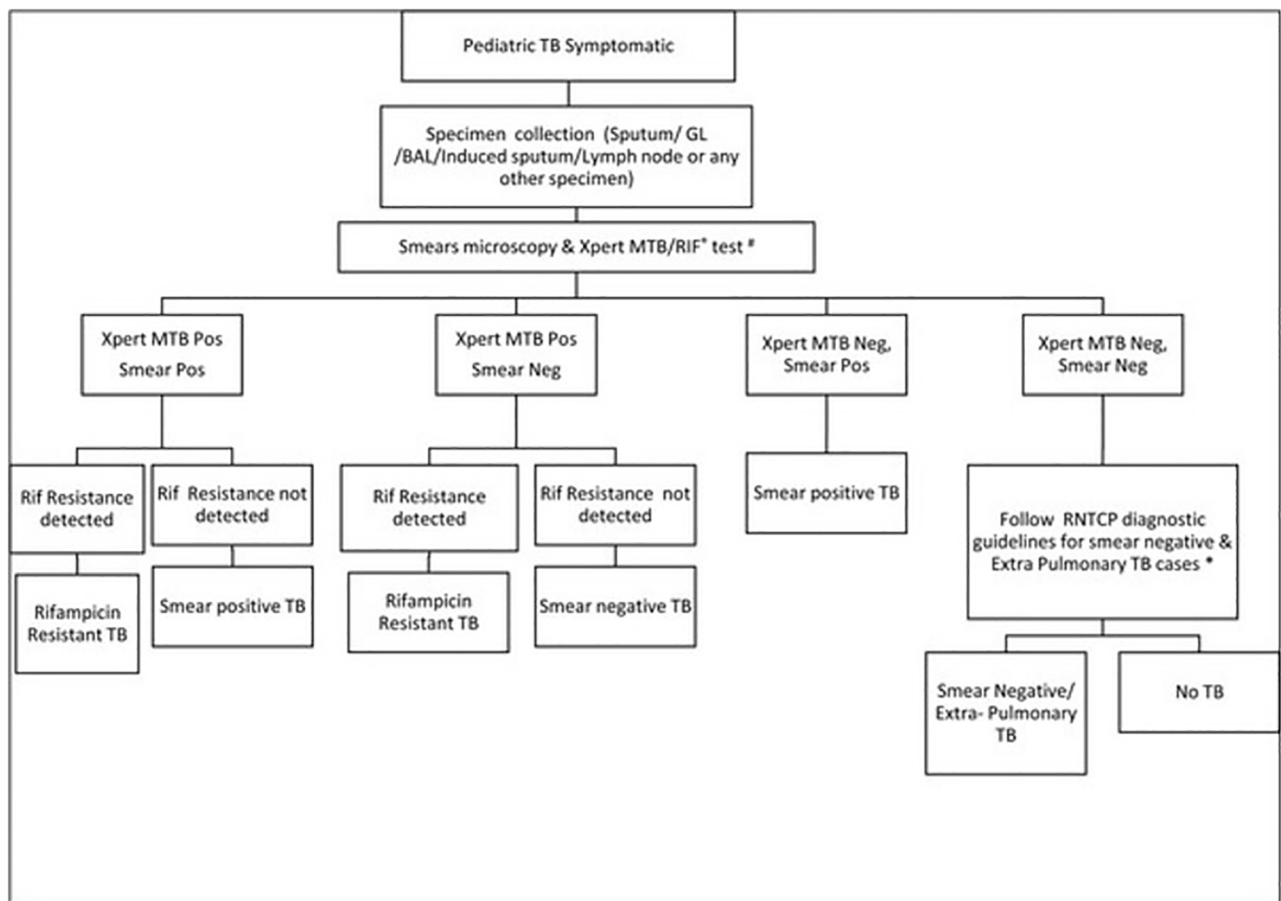 Pediatric TB Symptomatic
Specimen collection (Sputum/ GL
/BAL/Induced sputum/Lymph node or any
other specimen)
Smears microscopy & Xpert MTB/RIF* test #
Xpert MTB Pos
Smear Pos
Xpert MTB Pos
Smear Neg
Xpert MTB Neg,
Smear Pos
Xpert MTB Neg,
Smear Neg
Rif Resistance
detected
Rif Resistance not
detected
Rif Resistance
detected
Rif Resistance not
detected
Smear positive TB
Follow RNTCP diagnostic
guidelines for smear negative &
Extra Pulmonary TB cases *
Rifampicin
Resistant TB
Smear positive TB
Rifampicin
Resistant TB
Smear negative TB
Smear Negative/
Extra- Pulmonary
TB
No TB